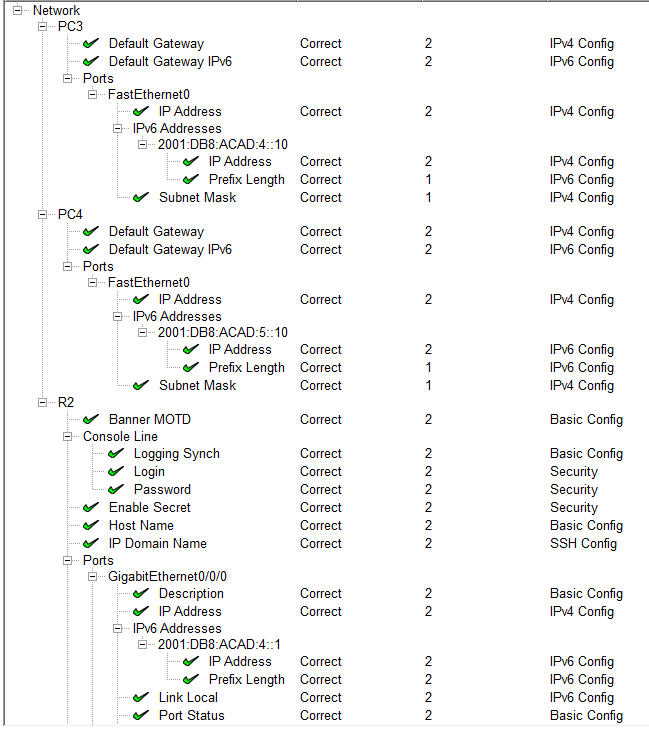 Network
PC3
Default Gateway Correct 2 IPv4 Config
Default Gateway IPv6 Correct 2 IPv6 Config
Ports
FastEthernet0
IP Address Correct 2 IPv4 Config
IPv6 Addresses
2001:DB8:ACAD:4::10
IP Address Correct 2 IPv4 Config
Prefix Length Correct 1 IPv6 Config
Subnet Mask Correct 1 IPv4 Config
PC4
Default Gateway Correct 2 IPv4 Config
Default Gateway IPv6 Correct 2 IPv6 Config
Ports
FastEthernet0
IP Address Correct 2 IPv4 Config
IPv6 Addresses
2001:DB8:ACAD:5::10
IP Address Correct 2 IPv6 Config
Prefix Length Correct 1 IPv6 Config
Subnet Mask Correct 1 IPv4 Config
R2
Banner MOTD Correct 2 Basic Config
Console Line
Logging Synch Correct 2 Basic Config
Login Correct 2 Security
Password Correct 2 Security
Enable Secret Correct 2 Security
Host Name Correct 2 Basic Config
IP Domain Name Correct 2 SSH Config
Ports
GigabitEthernet0/0/0
Description Correct 2 Basic Config
IP Address Correct 2 IPv4 Config
IPv6 Addresses
2001:DB8:ACAD:4::1
IP Address Correct 2 IPv6 Config
Prefix Length Correct 2 IPv6 Config
Link Local Correct 2 IPv6 Config
Port Status Correct 2 Basic Config